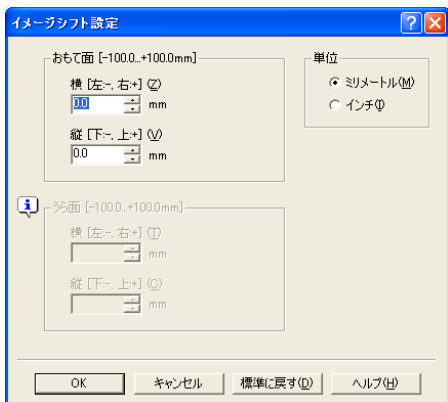 イメージシフト設定
おもて面 [-100.0...+100.0mm]
横 [左:-, 右:+] (Z)
0.0 mm
縦 [下:-, 上:+] (V)
0.0 mm
単位
ミリメートル(M)
インチ(I)
うら面 [-100.0...+100.0mm]
横 [左:-, 右:+] (T)
mm
縦 [下:-, 上:+] (C)
mm
OK キャンセル 標準に戻す(D) ヘルプ(H)